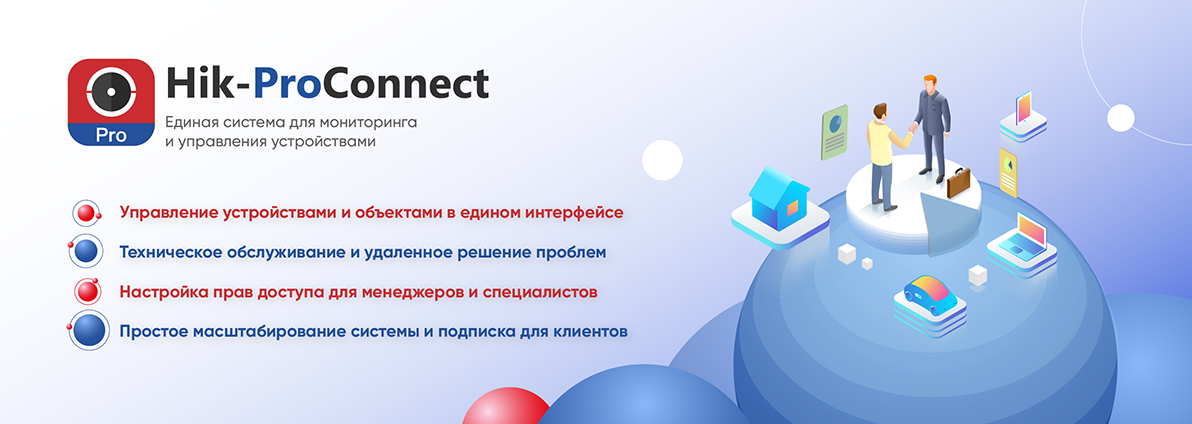 Hik-ProConnect
Pro
Единая система для мониторинга
и управления устройствами
Управление устройствами и объектами в едином интерфейсе
Техническое обслуживание и удаленное решение проблем
Настройка прав доступа для менеджеров и специалистов
Простое масштабирование системы и подписка для клиентов